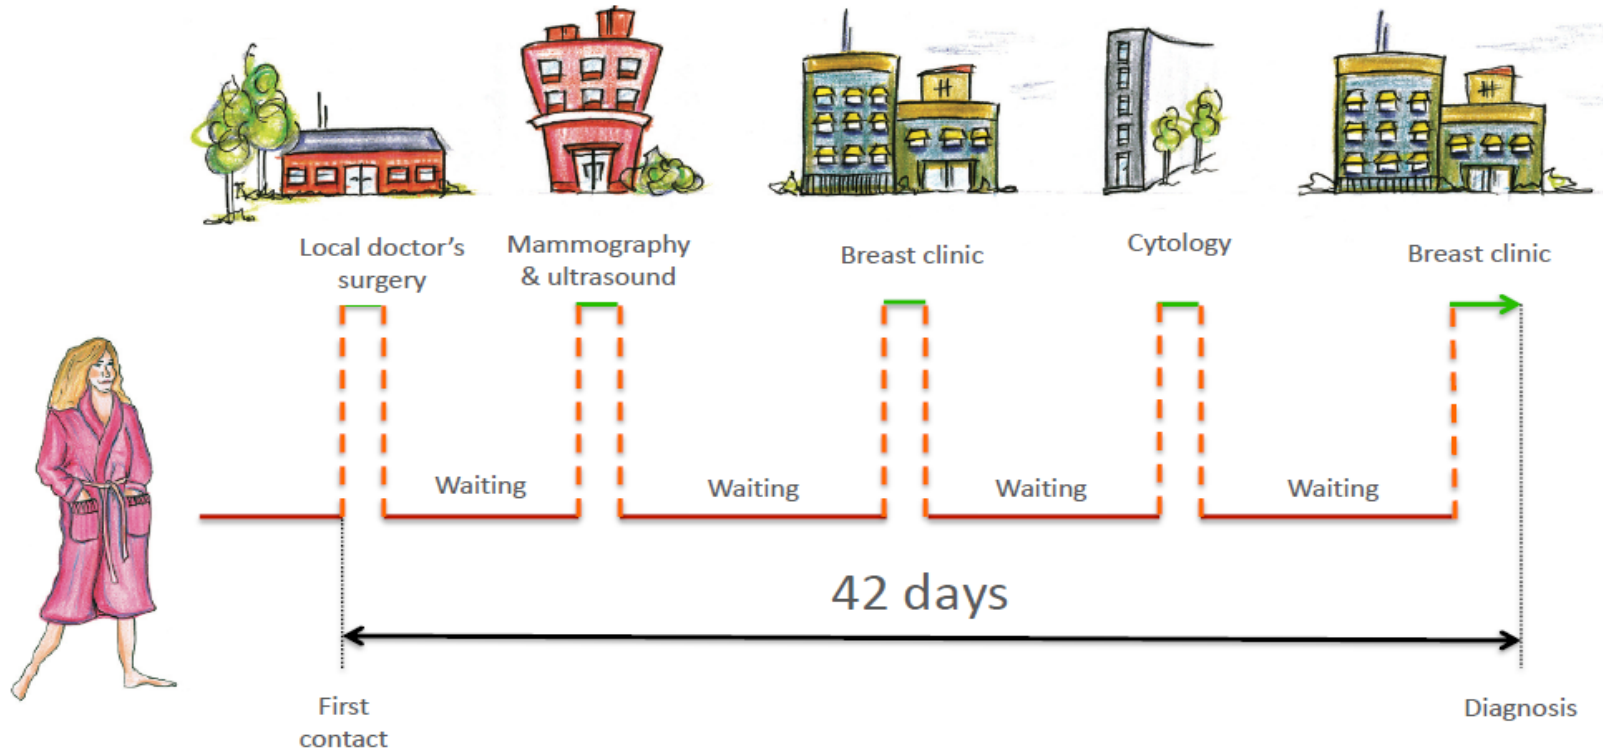 Local doctor's
surgery
Mammography
& ultrasound
Breast clinic
Cytology
Breast clinic
Waiting
Waiting
Waiting
Waiting
42 days
First
contact
Diagnosis